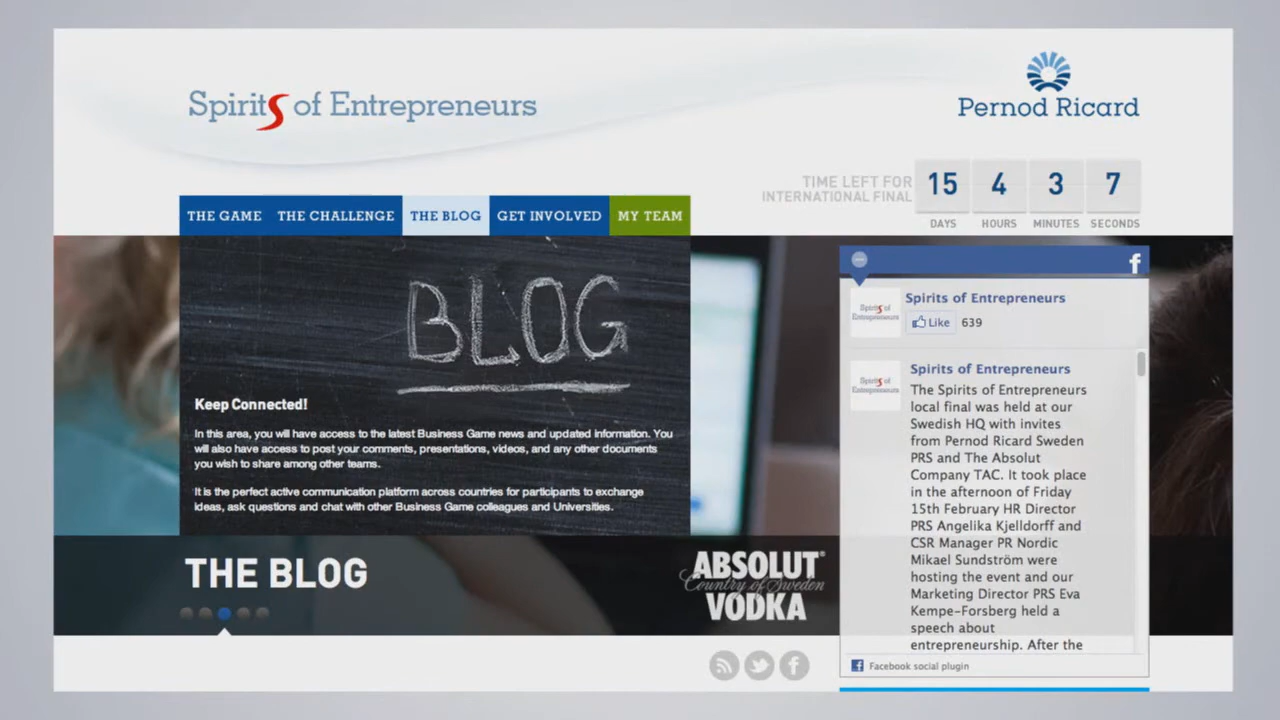 Spirits of Entrepreneurs
Pernod Ricard
TIME LEFT FOR
INTERNATIONAL FINAL
15 4 3 7
DAYS HOURS MINUTES SECONDS
THE GAME THE CHALLENGE THE BLOG GET INVOLVED MY TEAM
BLOG
Keep Connected!
In this area, you will have access to the latest Business Game news and updated information. You
will also have access to post your comments, presentations, videos, and any other documents
you wish to share among other teams.
It is the perfect active communication platform across countries for participants to exchange
ideas, ask questions and chat with other Business Game colleagues and Universities.
THE BLOG
ABSOLUT®
Country of Sweden
VODKA
f
Spirits of
Entrepreneurs
Spirits of Entrepreneurs
Like 639
Spirits of
Entrepreneurs
Spirits of Entrepreneurs
The Spirits of Entrepreneurs
local final was held at our
Swedish HQ with invites
from Pernod Ricard Sweden
PRS and The Absolut
Company TAC. It took place
in the afternoon of Friday
15th February HR Director
PRS Angelika Kjelldorff and
CSR Manager PR Nordic
Mikael Sundström were
hosting the event and our
Marketing Director PRS Eva
Kempe-Forsberg held a
speech about
entrepreneurship. After the
Facebook social plugin